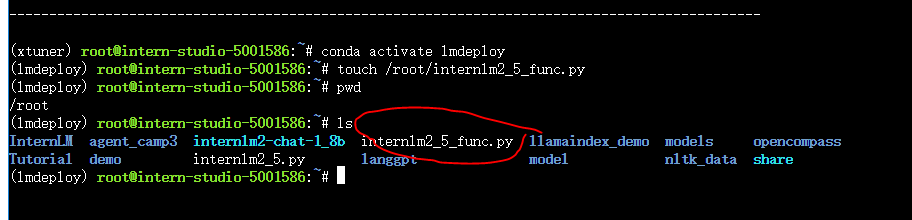 --------------------------------------------------------------------------------
(xtuner) root@intern-studio-5001586:~# conda activate lmdeploy
(lmdeploy) root@intern-studio-5001586:~# touch /root/internlm2_5_func.py
(lmdeploy) root@intern-studio-5001586:~# pwd
/root
(lmdeploy) root@intern-studio-5001586:~# ls
InternLM  agent_camp3  internlm2-chat-1_8b  internlm2_5_func.py  llamaindex_demo  models  opencompass
Tutorial  demo  internlm2_5.py  langgpt  model  nltk_data  share
(lmdeploy) root@intern-studio-5001586:~#